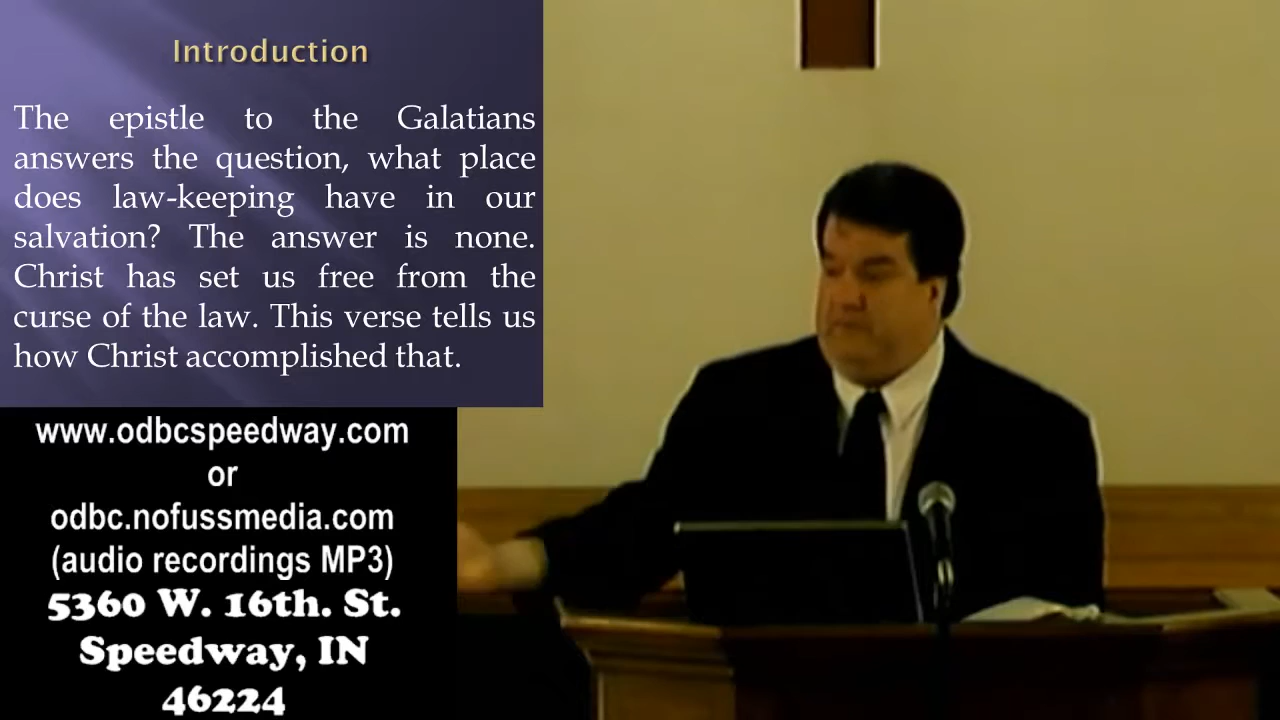 Introduction
The epistle to the Galatians
answers the question, what place
does law-keeping have in our
salvation? The answer is none.
Christ has set us free from the
curse of the law. This verse tells us
how Christ accomplished that.
www.odbcspeedway.com
or
odbc.nofussmedia.com
(audio recordings MP3)
5360 W. 16th. St.
Speedway, IN
46224